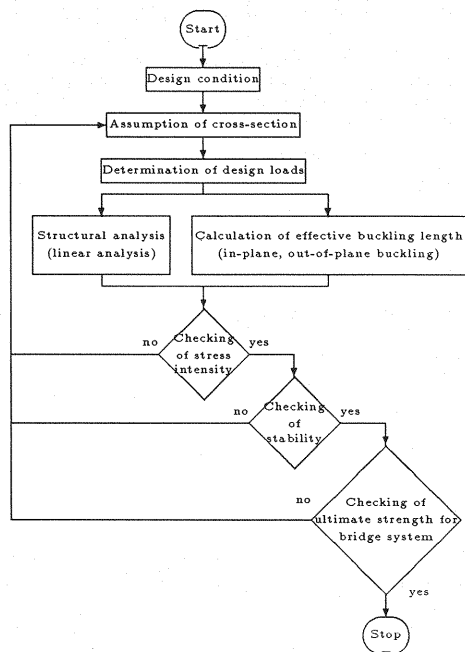 Start
Design condition
Assumption of cross-section
Determination of design loads
Structural analysis
(linear analysis)
Calculation of effective buckling length
(in-plane, out-of-plane buckling)
no
Checking
of stress
intensity
yes
no
Checking
of
stability
yes
no
Checking of
ultimate strength for
bridge system
yes
Stop